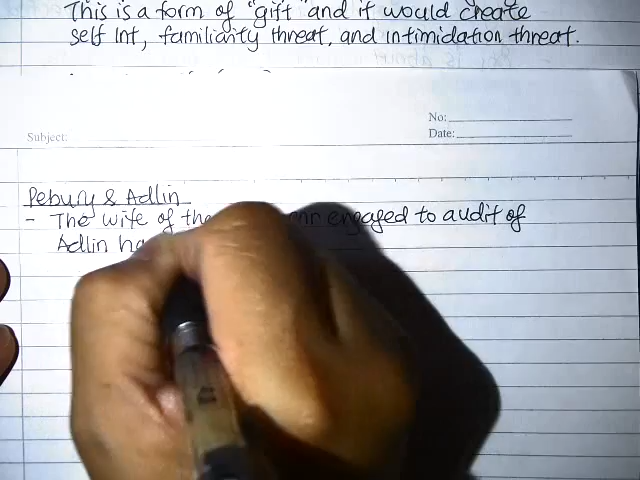 This is a form of "gift" and it would create
self Int, familiarity threat, and intimidation threat.
No:
Subject:
Date:
Pebury & Adlin
- The wife of the engaged to audit of
Adlin